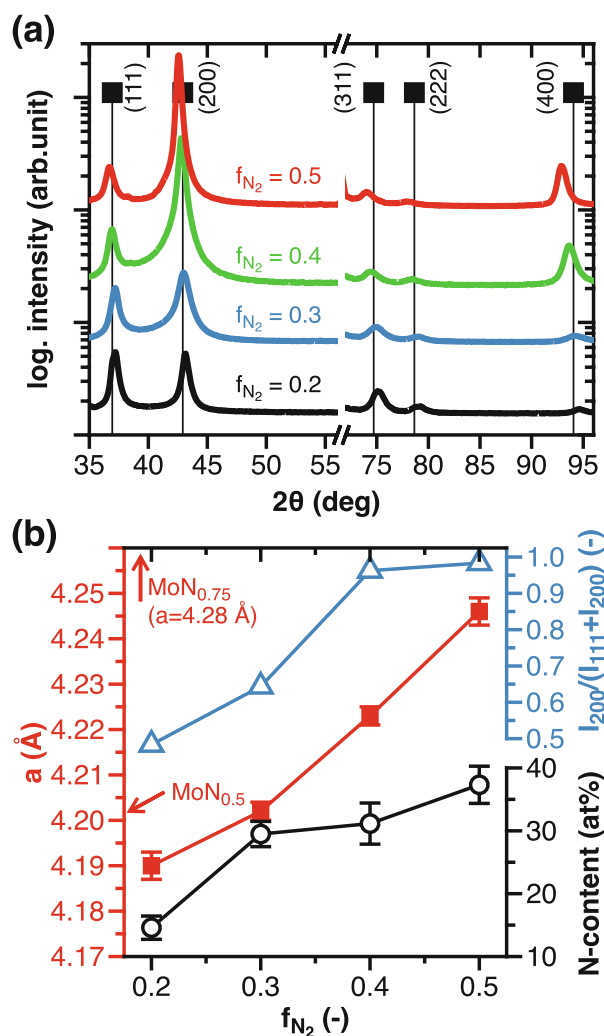 (a)
log. intensity (arb.unit)
(111)
(200)
(311)
(222)
(400)
f_N₂ = 0.5
f_N₂ = 0.4
f_N₂ = 0.3
f_N₂ = 0.2
35 40 45 50 55 75 80 85 90 95
2θ (deg)
(b)
a (Å)
4.25
4.24
4.23
4.22
4.21
4.20
4.19
4.18
4.17
MoN₀.₇₅
(a=4.28 Å)
MoN₀.₅
1.0
0.9
0.8
0.7
0.6
0.5
I₂₀₀/(I₁₁₁+I₂₀₀) (-)
40
30
20
10
N-content (at%)
0.2 0.3 0.4 0.5
f_N₂ (-)